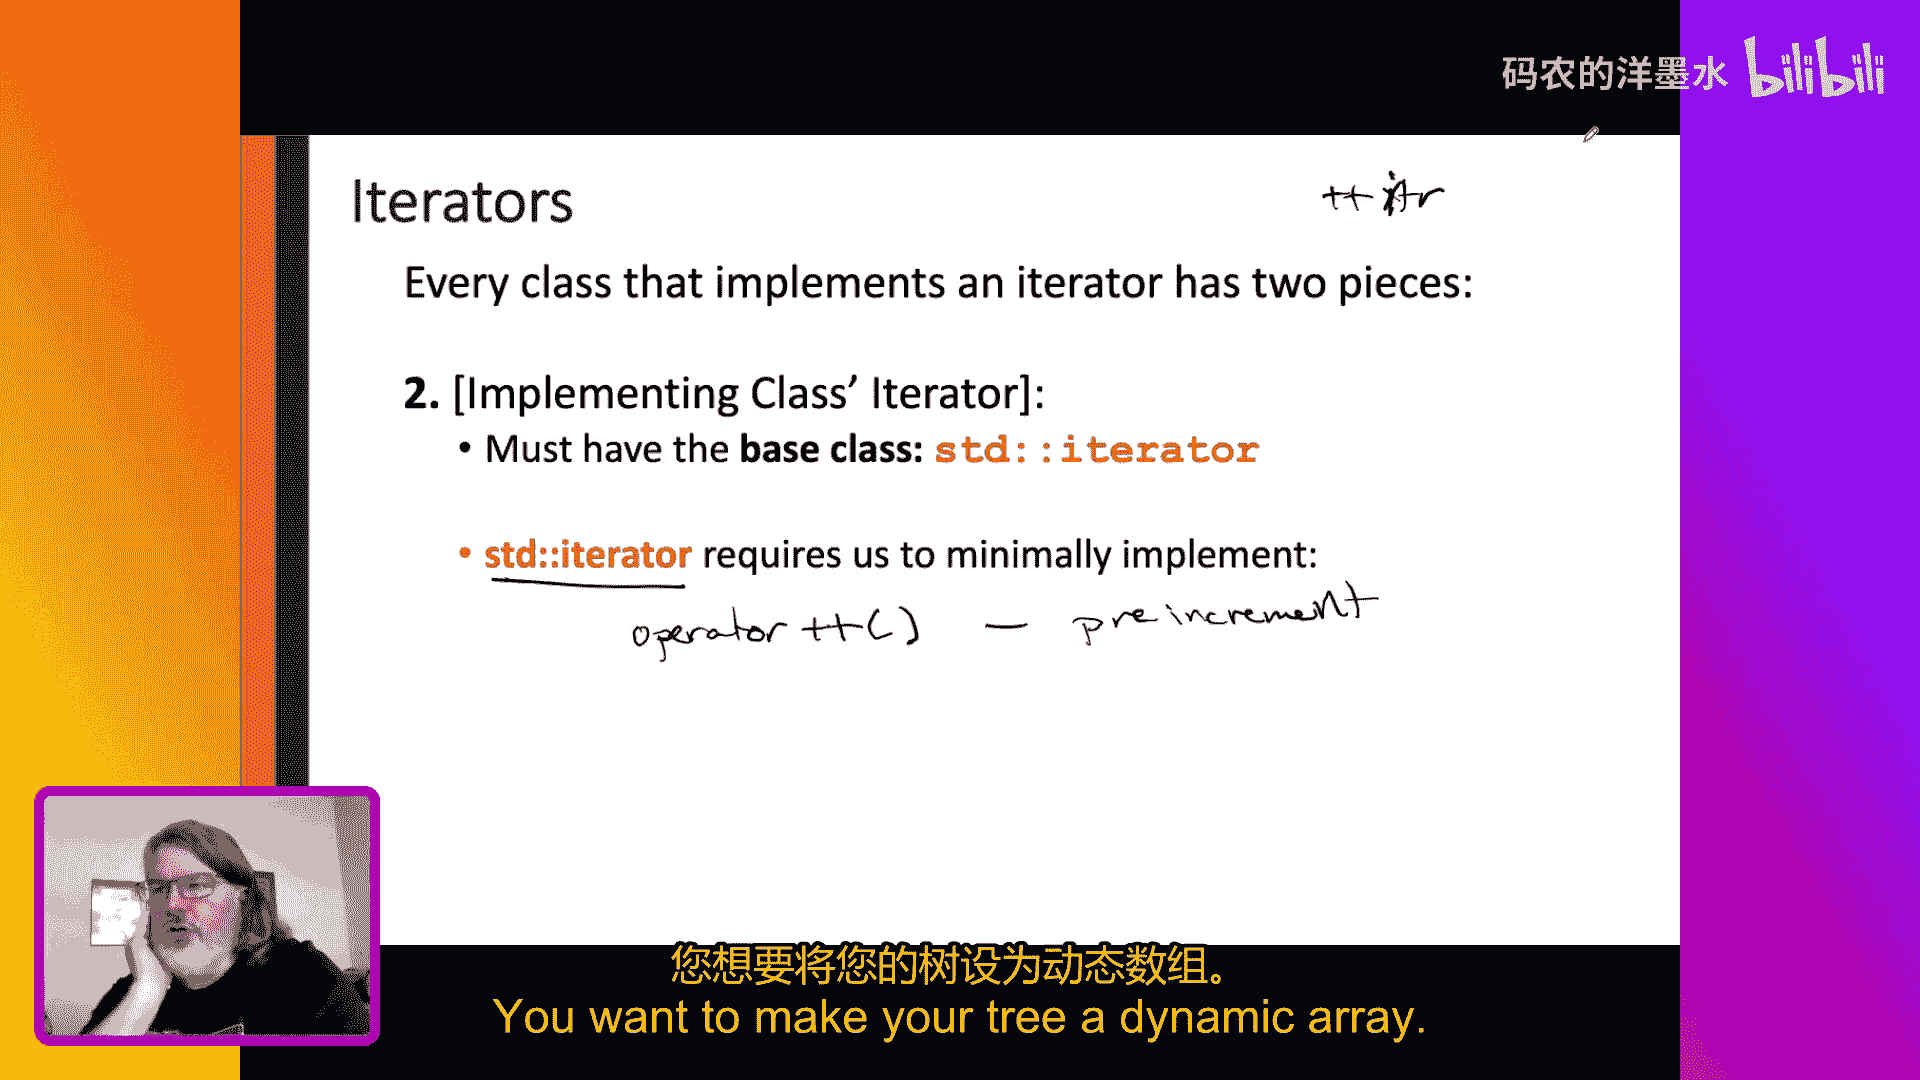 码农的洋墨水 bilibili
Iterators
++ itr
Every class that implements an iterator has two pieces:
2. [Implementing Class’ Iterator]:
• Must have the base class: std::iterator
• std::iterator requires us to minimally implement:
operator ++() — preincrement
您想要将您的树设为动态数组。
You want to make your tree a dynamic array.